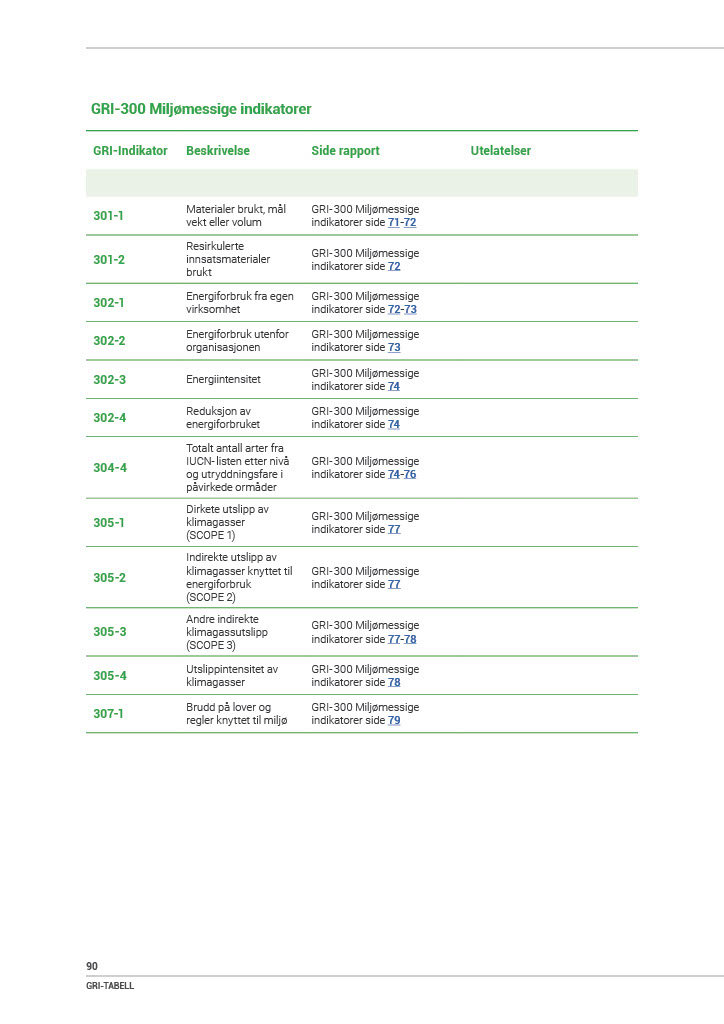 GRI-300 Miljømessige indikatorer
GRI-Indikator Beskrivelse Side rapport Utelatelser
301-1
Materialer brukt, mål
vekt eller volum
GRI-300 Miljømessige
indikatorer side 71-72
301-2
Resirkulerte
innsatsmaterialer
brukt
GRI-300 Miljømessige
indikatorer side 72
302-1
Energiforbruk fra egen
virksomhet
GRI-300 Miljømessige
indikatorer side 72-73
302-2
Energiforbruk utenfor
organisasjonen
GRI-300 Miljømessige
indikatorer side 73
302-3
Energiintensitet
GRI-300 Miljømessige
indikatorer side 74
302-4
Reduksjon av
energiforbruket
GRI-300 Miljømessige
indikatorer side 74
304-4
Totalt antall arter fra
IUCN-listen etter nivå
og utryddningsfare i
påvirkede ormåder
GRI-300 Miljømessige
indikatorer side 74-76
305-1
Dirkete utslipp av
klimagasser
(SCOPE 1)
GRI-300 Miljømessige
indikatorer side 77
305-2
Indirekte utslipp av
klimagasser knyttet til
energiforbruk
(SCOPE 2)
GRI-300 Miljømessige
indikatorer side 77
305-3
Andre indirekte
klimagassutslipp
(SCOPE 3)
GRI-300 Miljømessige
indikatorer side 77-78
305-4
Utslippintensitet av
klimagasser
GRI-300 Miljømessige
indikatorer side 78
307-1
Brudd på lover og
regler knyttet til miljø
GRI-300 Miljømessige
indikatorer side 79
90
GRI-TABELL